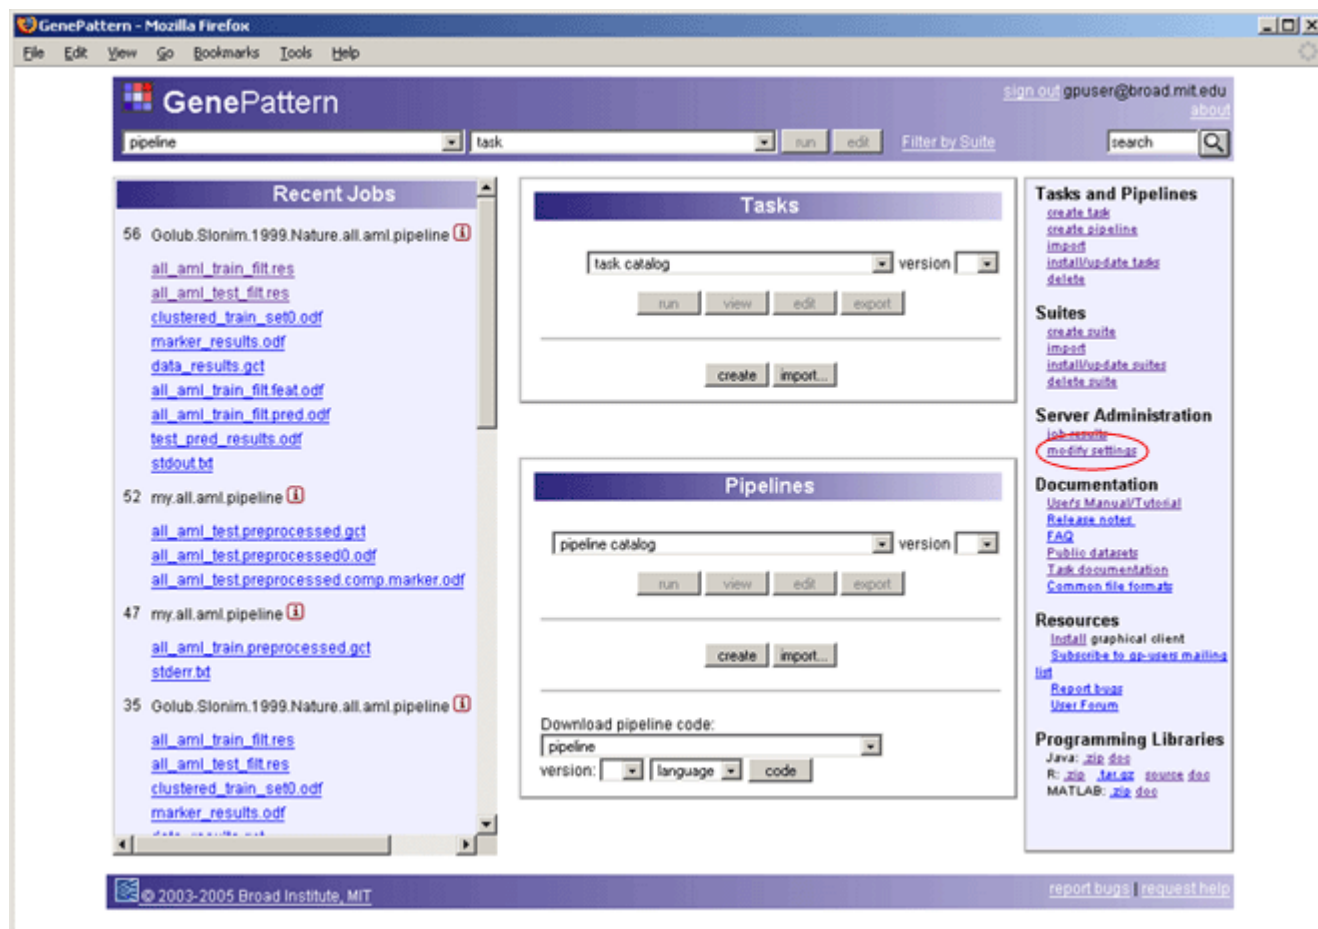 GenePattern - Mozilla Firefox
File Edit View Go Bookmarks Tools Help
GenePattern
sign out gpuser@broad.mit.edu
about
pipeline task run edit Filter by Suite search
Recent Jobs
56 Golub.Slonim.1999.Nature.all.aml.pipeline
all_aml_train_filt.res
all_aml_test_filt.res
clustered_train_set0.odf
marker_results.odf
data_results.gct
all_aml_train_filt.feat.odf
all_aml_train_filt.pred.odf
test_pred_results.odf
stdout.txt
52 my.all.aml.pipeline
all_aml_test.preprocessed.gct
all_aml_test.preprocessed0.odf
all_aml_test.preprocessed.comp.marker.odf
47 my.all.aml.pipeline
all_aml_train.preprocessed.gct
stderr.txt
35 Golub.Slonim.1999.Nature.all.aml.pipeline
all_aml_train_filt.res
all_aml_test_filt.res
clustered_train_set0.odf
marker_results.odf
Tasks
task catalog version
run view edit export
create import...
Pipelines
pipeline catalog version
run view edit export
create import...
Download pipeline code:
pipeline
version: language code
Tasks and Pipelines
create task
create pipeline
import
install/update tasks
delete
Suites
create suite
import
install/update suites
delete suite
Server Administration
job results
modify settings
Documentation
User's Manual/Tutorial
Release notes
FAQ
Public datasets
Task documentation
Common file formats
Resources
Install graphical client
Subscribe to gp-users mailing
list
Report bugs
User Forum
Programming Libraries
Java: .zip doc
R: .zip .tar.gz source doc
MATLAB: .zip doc
© 2003-2005 Broad Institute, MIT
report bugs | request help